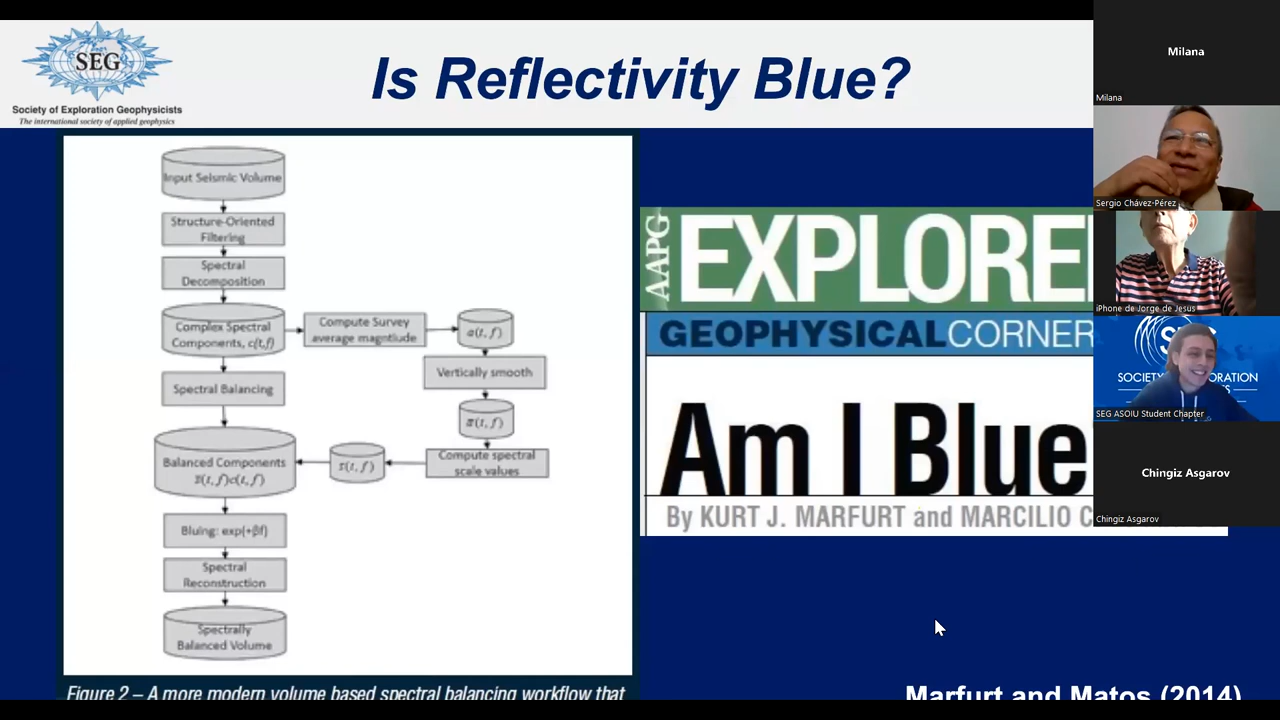 SEG
Society of Exploration Geophysicists
The international society of applied geophysics
Is Reflectivity Blue?
Input Seismic Volume
Structure-Oriented
Filtering
Spectral
Decomposition
Complex Spectral
Components, c(t,f)
Compute Survey
average magntiude
a(t,f)
Vertically smooth
Spectral Balancing
Compute spectral
scale values
Balanced Components
Bluing: exp(+βf)
Spectral
Reconstruction
Spectrally
Balanced Volume
Figure 2 – A more modern volume based spectral balancing workflow that
AAPG
EXPLORE
GEOPHYSICALCORNER
Am I Blue
By KURT J. MARFURT and MARCILIO C
Marfurt and Matos (2014)
Milana
Milana
Sergio Chávez-Pérez
iPhone de Jorge de Jesus
SEG ASOIU Student Chapter
Chingiz Asgarov
Chingiz Asgarov